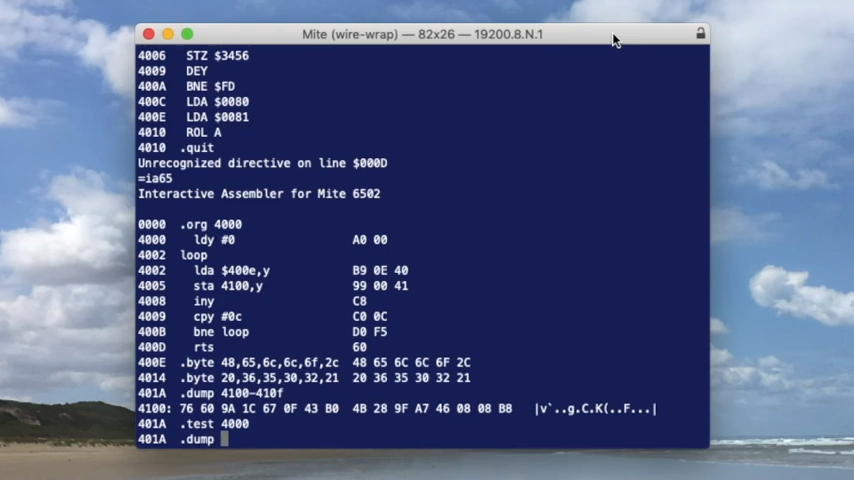 Mite (wire-wrap) — 82x26 — 19200.8.N.1
4006 STZ $3456
4009 DEY
400A BNE $FD
400C LDA $0080
400E LDA $0081
4010 ROL A
4010 .quit
Unrecognized directive on line $000D
=ia65
Interactive Assembler for Mite 6502
0000 .org 4000
4000 ldy #0 A0 00
4002 loop
4002 lda $400e,y B9 0E 40
4005 sta 4100,y 99 00 41
4008 iny C8
4009 cpy #0c C0 0C
400B bne loop D0 F5
400D rts 60
400E .byte 48,65,6c,6c,6f,2c 48 65 6C 6C 6F 2C
4014 .byte 20,36,35,30,32,21 20 36 35 30 32 21
401A .dump 4100-410f
4100: 76 60 9A 1C 67 0F 43 B0 4B 28 9F A7 46 08 08 B8 |v`..g.C.K(..F...|
401A .test 4000
401A .dump